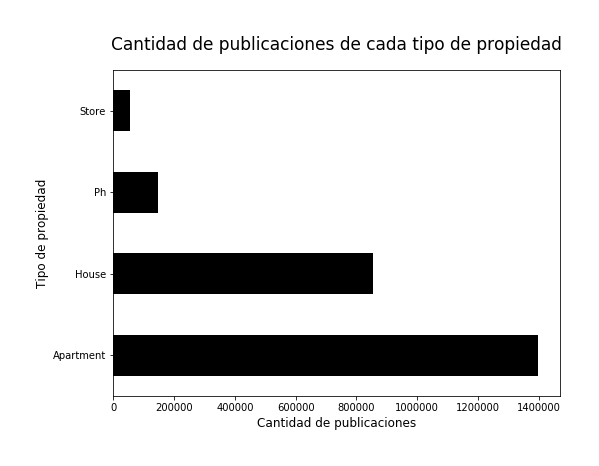 Cantidad de publicaciones de cada tipo de propiedad
Tipo de propiedad
Store
Ph
House
Apartment
0 200000 400000 600000 800000 1000000 1200000 1400000
Cantidad de publicaciones